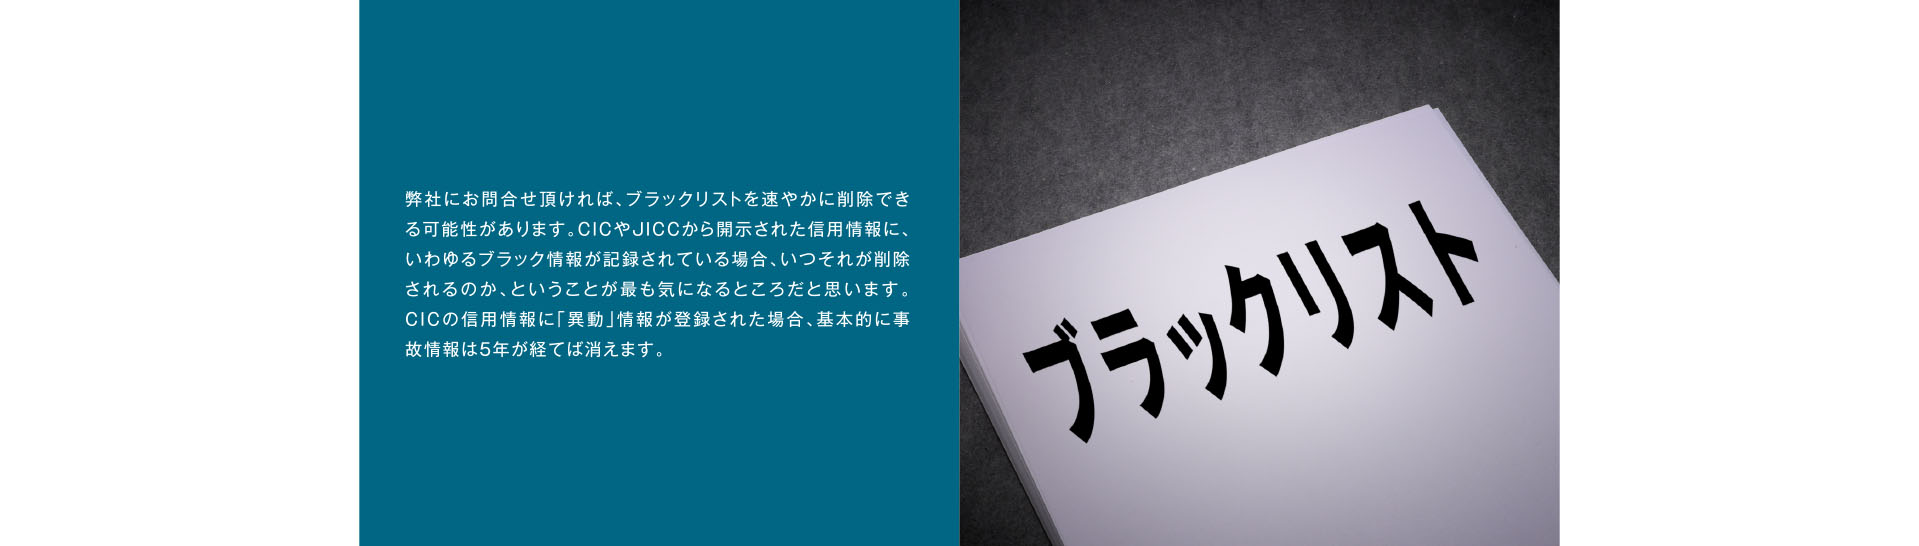 弊社にお問合せ頂ければ、ブラックリストを速やかに削除でき
る可能性があります。CICやJICCから開示された信用情報に、
いわゆるブラック情報が記録されている場合、いつそれが削除
されるのか、ということが最も気になるところだと思います。
CICの信用情報に「異動」情報が登録された場合、基本的に事
故情報は5年が経てば消えます。
ブラックリスト